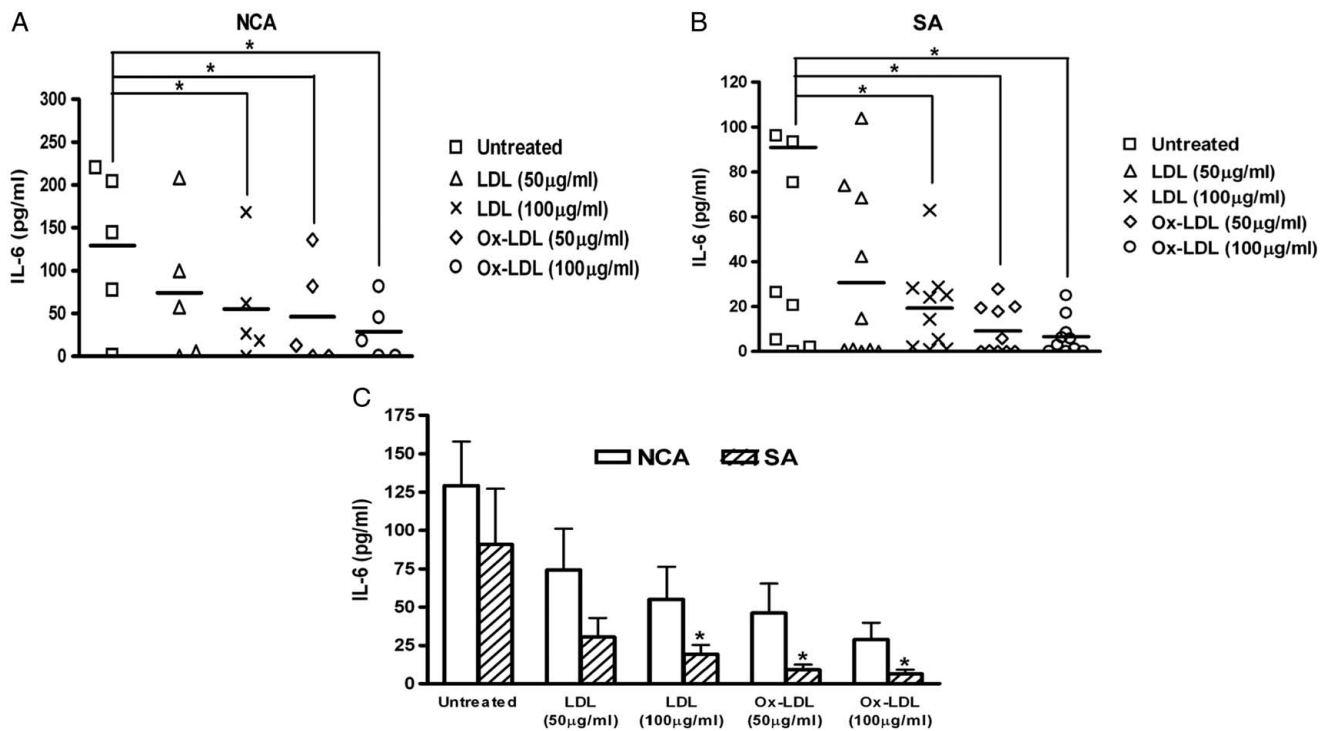 A
NCA
*
*
*
300
250
200
150
100
50
0
IL-6 (pg/ml)
Untreated
LDL (50μg/ml)
LDL (100μg/ml)
Ox-LDL (50μg/ml)
Ox-LDL (100μg/ml)
B
SA
*
*
*
120
100
80
60
40
20
0
IL-6 (pg/ml)
Untreated
LDL (50μg/ml)
LDL (100μg/ml)
Ox-LDL (50μg/ml)
Ox-LDL (100μg/ml)
C
175
150
125
100
75
50
25
0
IL-6 (pg/ml)
NCA SA
*
*
*
Untreated
LDL
(50μg/ml)
LDL
(100μg/ml)
Ox-LDL
(50μg/ml)
Ox-LDL
(100μg/ml)